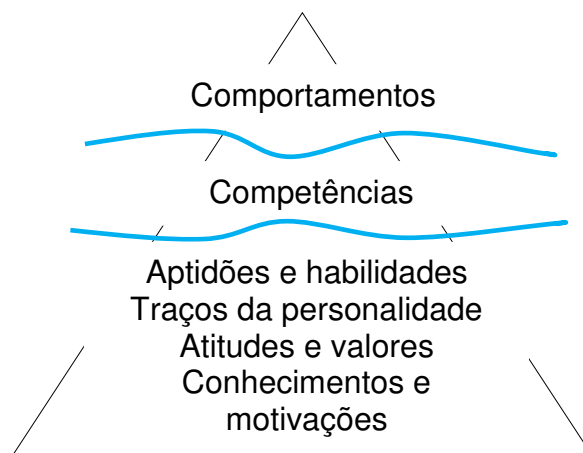 Comportamentos
Competências
Aptidões e habilidades
Traços da personalidade
Atitudes e valores
Conhecimentos e
motivações